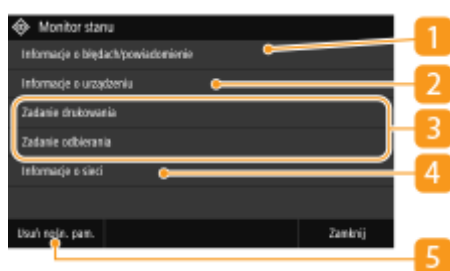 Monitor stanu
1
Informacje o błędach/powiadomienie
Informacje o urządzeniu
2
Zadanie drukowania
3
Zadanie odbierania
Informacje o sieci
4
Usuń nośn. pam.
Zamknij
5